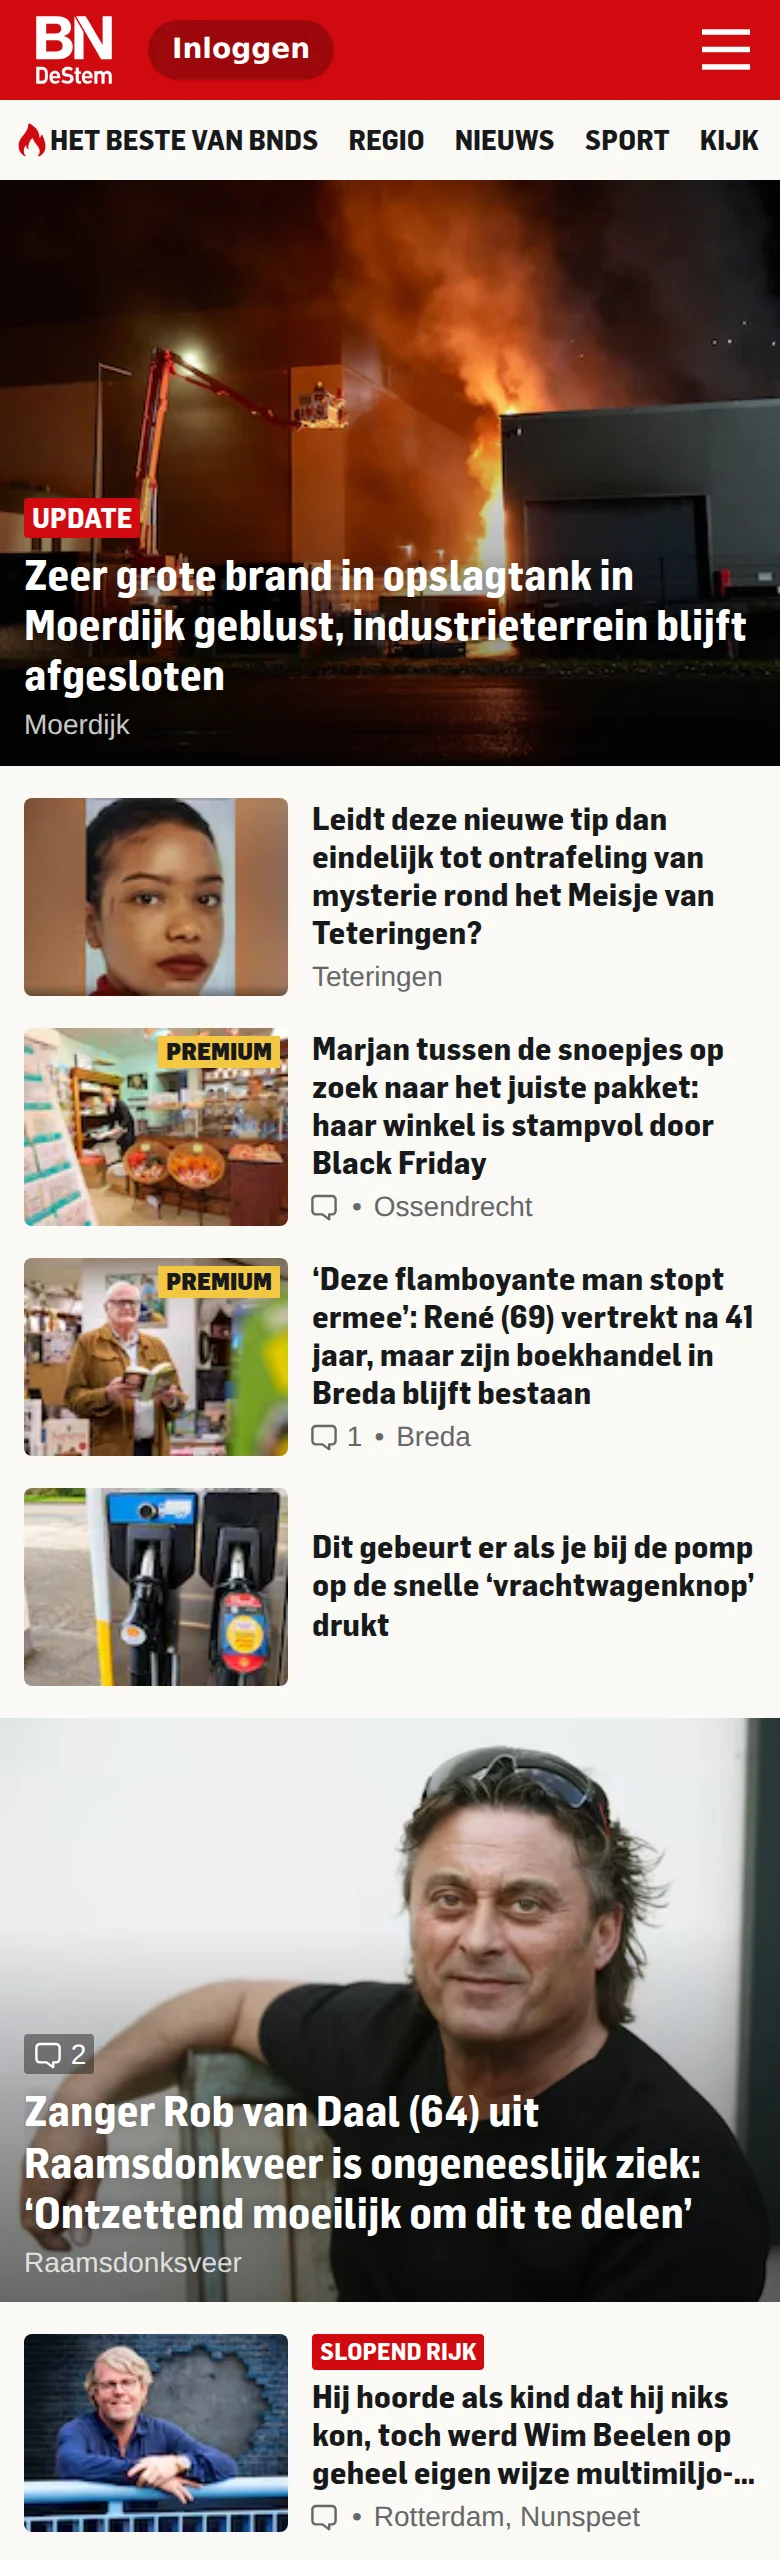 BN
DeStem
Inloggen
HET BESTE VAN BNDS REGIO NIEUWS SPORT KIJK
UPDATE
Zeer grote brand in opslagtank in
Moerdijk geblust, industrieterrein blijft
afgesloten
Moerdijk
Leidt deze nieuwe tip dan
eindelijk tot ontrafeling van
mysterie rond het Meisje van
Teteringen?
Teteringen
PREMIUM
Marjan tussen de snoepjes op
zoek naar het juiste pakket:
haar winkel is stampvol door
Black Friday
• Ossendrecht
PREMIUM
‘Deze flamboyante man stopt
ermee’: René (69) vertrekt na 41
jaar, maar zijn boekhandel in
Breda blijft bestaan
1 • Breda
Dit gebeurt er als je bij de pomp
op de snelle ‘vrachtwagenknop’
drukt
2
Zanger Rob van Daal (64) uit
Raamsdonkveer is ongeneeslijk ziek:
‘Ontzettend moeilijk om dit te delen’
Raamsdonksveer
SLOPEND RIJK
Hij hoorde als kind dat hij niks
kon, toch werd Wim Beelen op
geheel eigen wijze multimiljo-...
• Rotterdam, Nunspeet